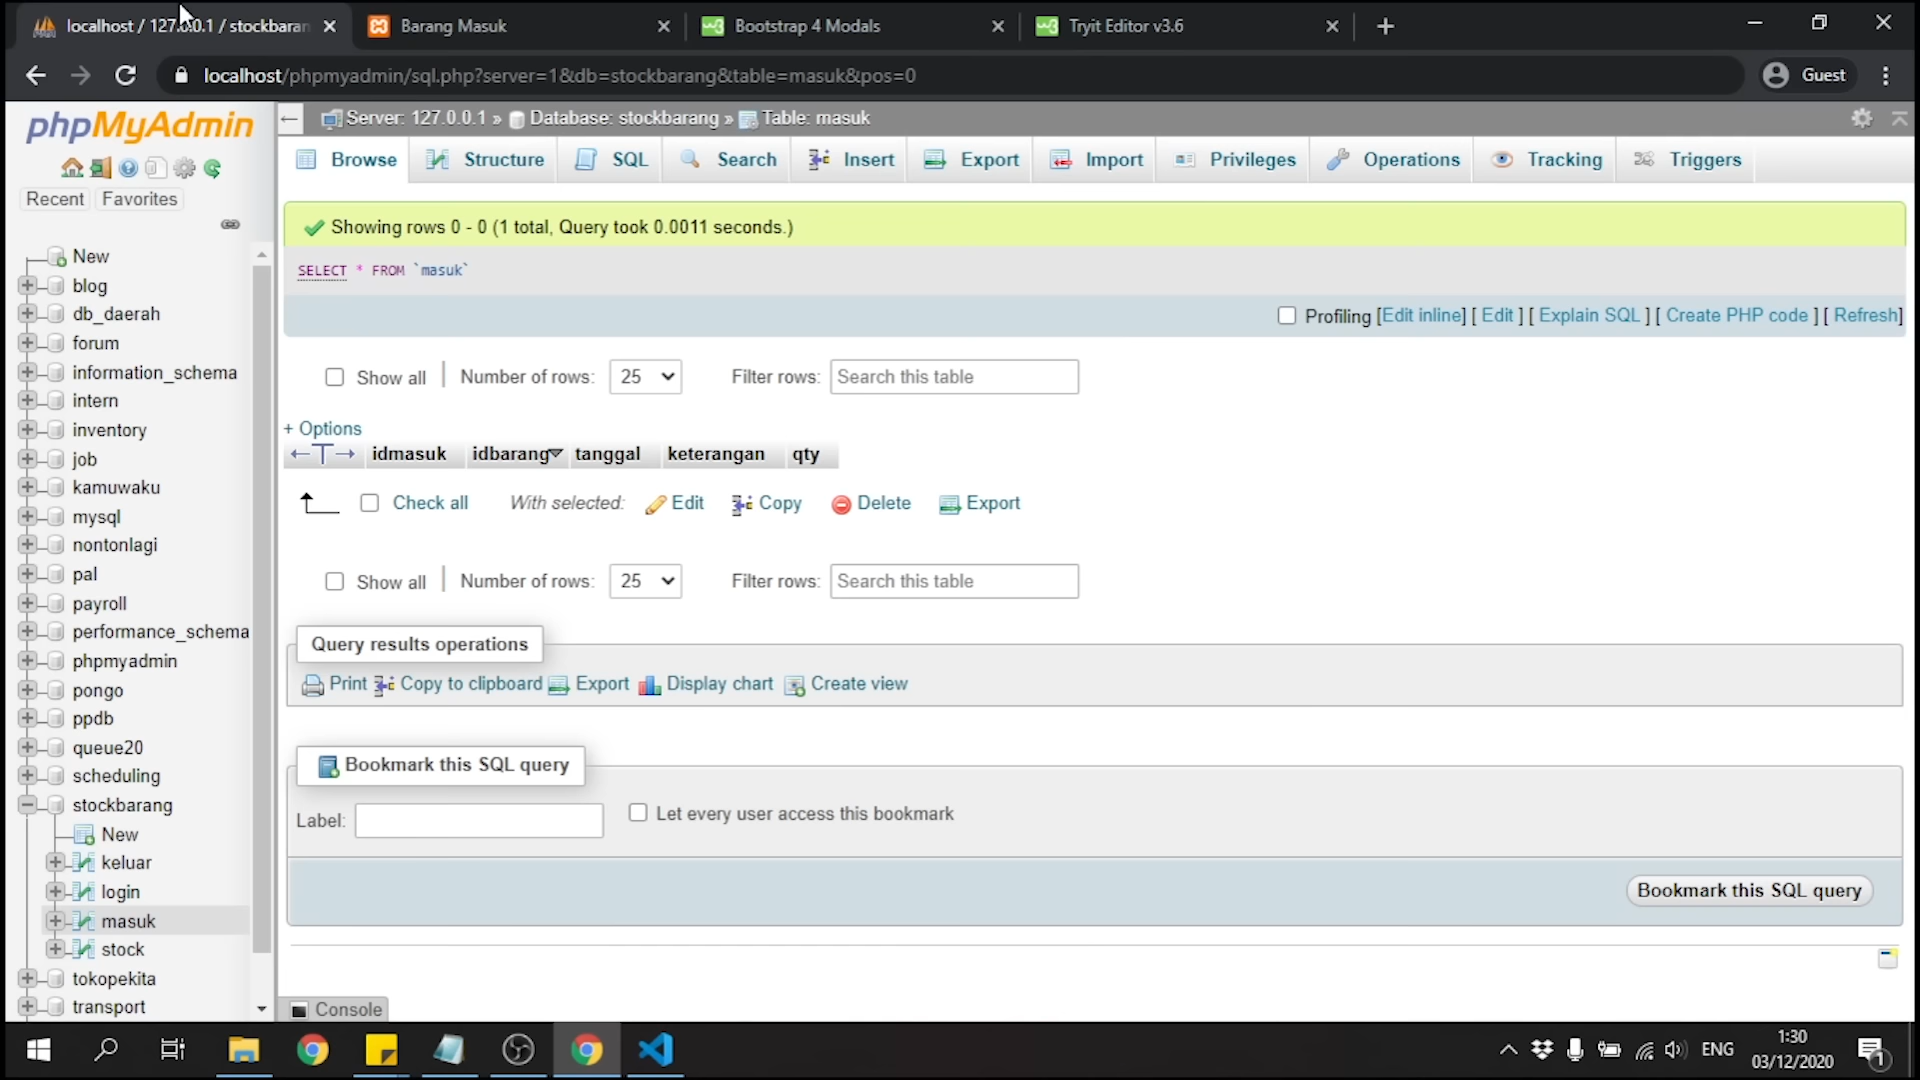 localhost / 127.0.0.1 / stockbaran
Barang Masuk
Bootstrap 4 Modals
Tryit Editor v3.6
localhost/phpmyadmin/sql.php?server=1&db=stockbarang&table=masuk&pos=0
Guest
phpMyAdmin
Recent
Favorites
New
blog
db_daerah
forum
information_schema
intern
inventory
job
kamuwaku
mysql
nontonlagi
pal
payroll
performance_schema
phpmyadmin
pongo
ppdb
queue20
scheduling
stockbarang
New
keluar
login
masuk
stock
tokopekita
transport
Server: 127.0.0.1 » Database: stockbarang » Table: masuk
Browse Structure SQL Search Insert Export Import Privileges Operations Tracking Triggers
Showing rows 0 - 0 (1 total, Query took 0.0011 seconds.)
SELECT * FROM `masuk`
Profiling [Edit inline] [ Edit ] [ Explain SQL ] [ Create PHP code ] [ Refresh]
Show all Number of rows: 25 Filter rows: Search this table
+ Options
←T→ idmasuk idbarang tanggal keterangan qty
Check all With selected: Edit Copy Delete Export
Show all Number of rows: 25 Filter rows: Search this table
Query results operations
Print Copy to clipboard Export Display chart Create view
Bookmark this SQL query
Label: Let every user access this bookmark
Bookmark this SQL query
Console
ENG
1:30
03/12/2020
1